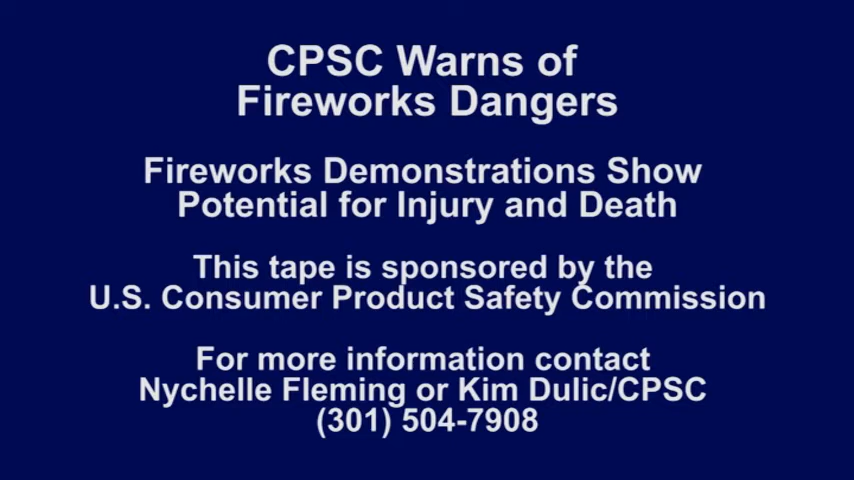 CPSC Warns of
Fireworks Dangers
Fireworks Demonstrations Show
Potential for Injury and Death
This tape is sponsored by the
U.S. Consumer Product Safety Commission
For more information contact
Nychelle Fleming or Kim Dulic/CPSC
(301) 504-7908